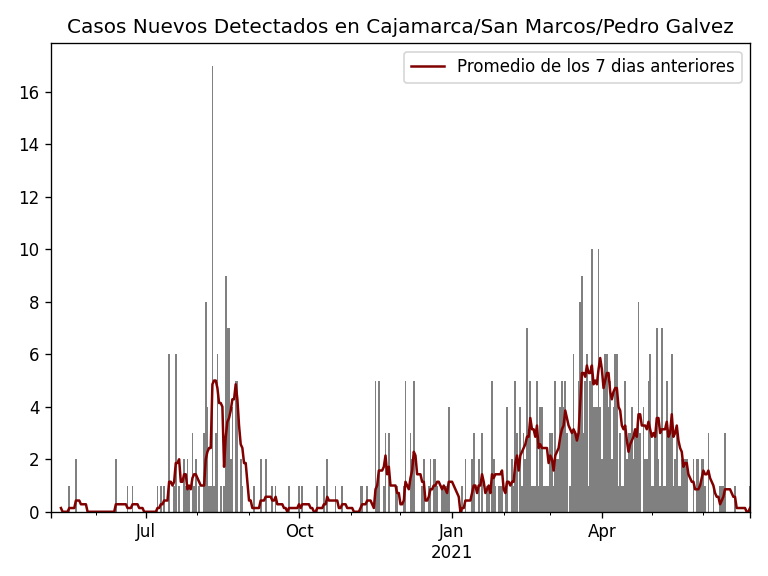 Casos Nuevos Detectados en Cajamarca/San Marcos/Pedro Galvez
Promedio de los 7 dias anteriores
16
14
12
10
8
6
4
2
0
Jul
Oct
Jan
Apr
2021